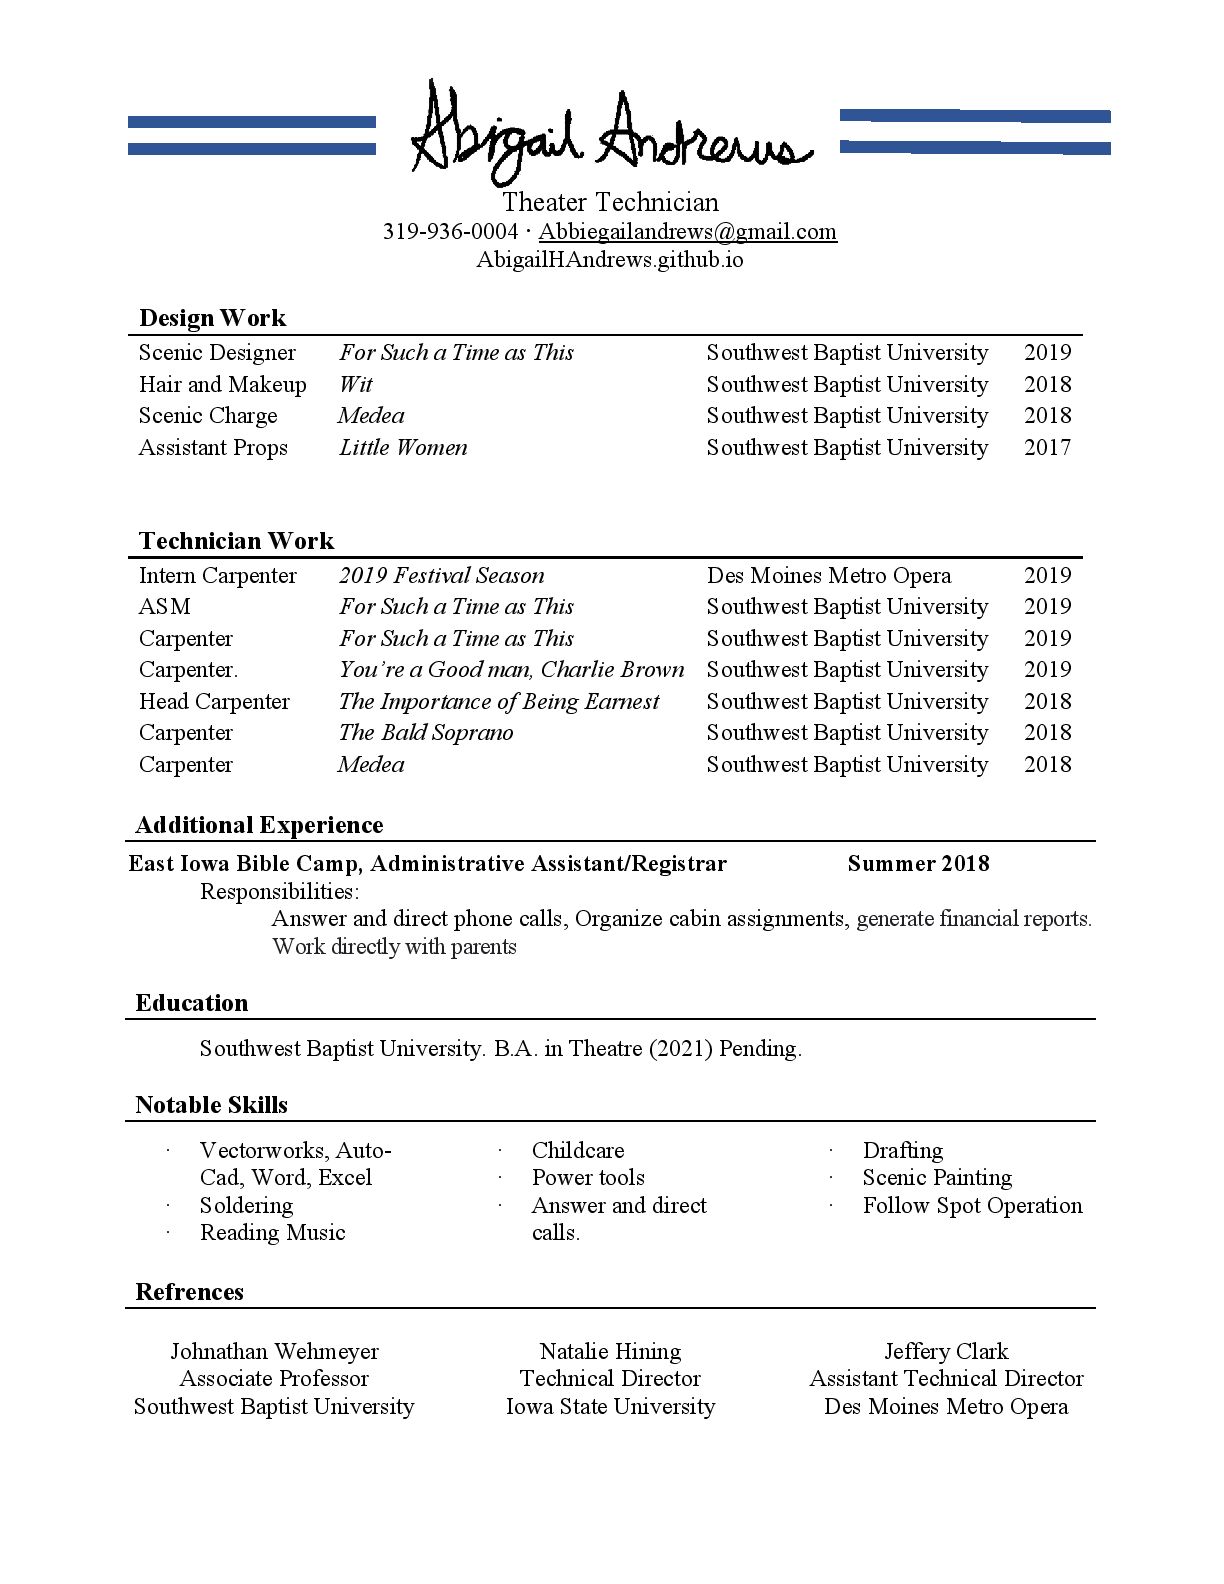 Abigail Andrews
Theater Technician
319-936-0004 · Abbiegailandrews@gmail.com
AbigailHAndrews.github.io
Design Work
Scenic Designer For Such a Time as This Southwest Baptist University 2019
Hair and Makeup Wit Southwest Baptist University 2018
Scenic Charge Medea Southwest Baptist University 2018
Assistant Props Little Women Southwest Baptist University 2017
Technician Work
Intern Carpenter 2019 Festival Season Des Moines Metro Opera 2019
ASM For Such a Time as This Southwest Baptist University 2019
Carpenter For Such a Time as This Southwest Baptist University 2019
Carpenter. You're a Good man, Charlie Brown Southwest Baptist University 2019
Head Carpenter The Importance of Being Earnest Southwest Baptist University 2018
Carpenter The Bald Soprano Southwest Baptist University 2018
Carpenter Medea Southwest Baptist University 2018
Additional Experience
East Iowa Bible Camp, Administrative Assistant/Registrar Summer 2018
Responsibilities:
Answer and direct phone calls, Organize cabin assignments, generate financial reports.
Work directly with parents
Education
Southwest Baptist University. B.A. in Theatre (2021) Pending.
Notable Skills
· Vectorworks, Auto-
Cad, Word, Excel
· Soldering
· Reading Music
· Childcare
· Power tools
· Answer and direct
calls.
· Drafting
· Scenic Painting
· Follow Spot Operation
Refrences
Johnathan Wehmeyer
Associate Professor
Southwest Baptist University
Natalie Hining
Technical Director
Iowa State University
Jeffery Clark
Assistant Technical Director
Des Moines Metro Opera